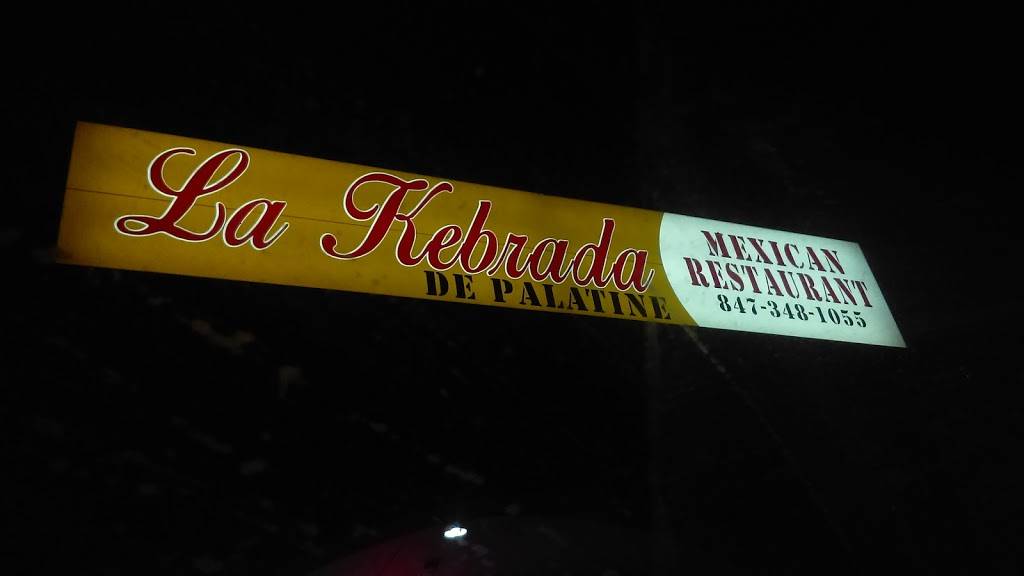 La Kebrada
DE PALATINE
MEXICAN
RESTAURANT
847-348-1055